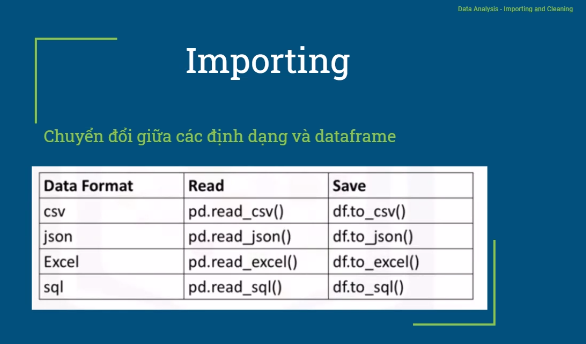 Data Analysis - Importing and Cleaning
Importing
Chuyển đổi giữa các định dạng và dataframe
Data Format Read Save
csv pd.read_csv() df.to_csv()
json pd.read_json() df.to_json()
Excel pd.read_excel() df.to_excel()
sql pd.read_sql() df.to_sql()